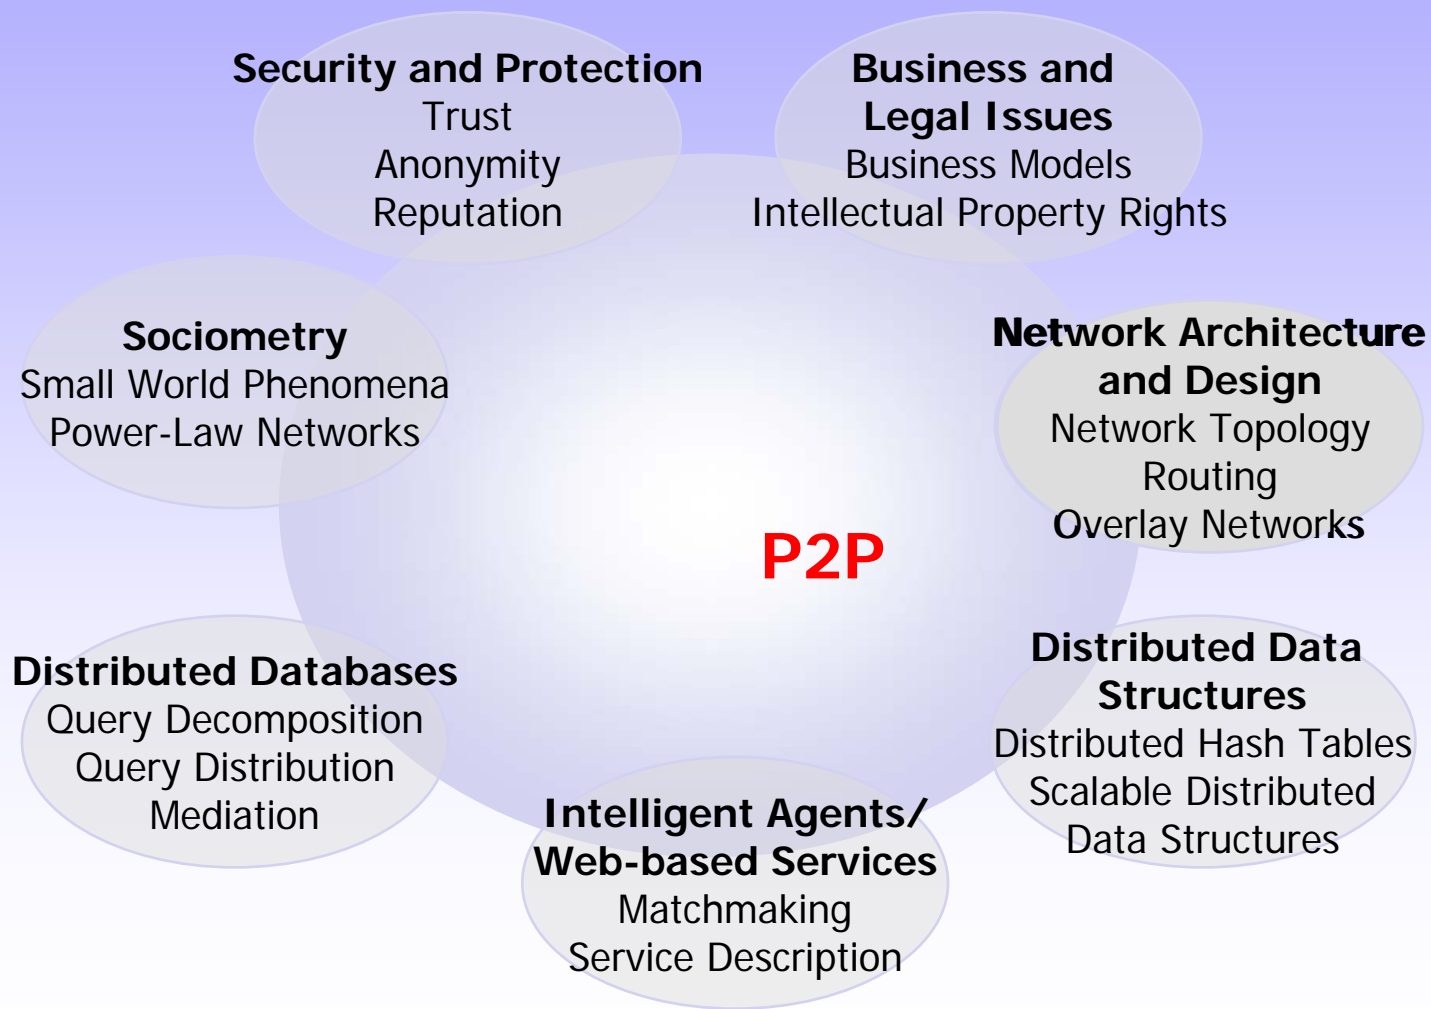 Security and Protection
Trust
Anonymity
Reputation
Business and
Legal Issues
Business Models
Intellectual Property Rights
Sociometry
Small World Phenomena
Power-Law Networks
Network Architecture
and Design
Network Topology
Routing
Overlay Networks
P2P
Distributed Databases
Query Decomposition
Query Distribution
Mediation
Distributed Data
Structures
Distributed Hash Tables
Scalable Distributed
Data Structures
Intelligent Agents/
Web-based Services
Matchmaking
Service Description